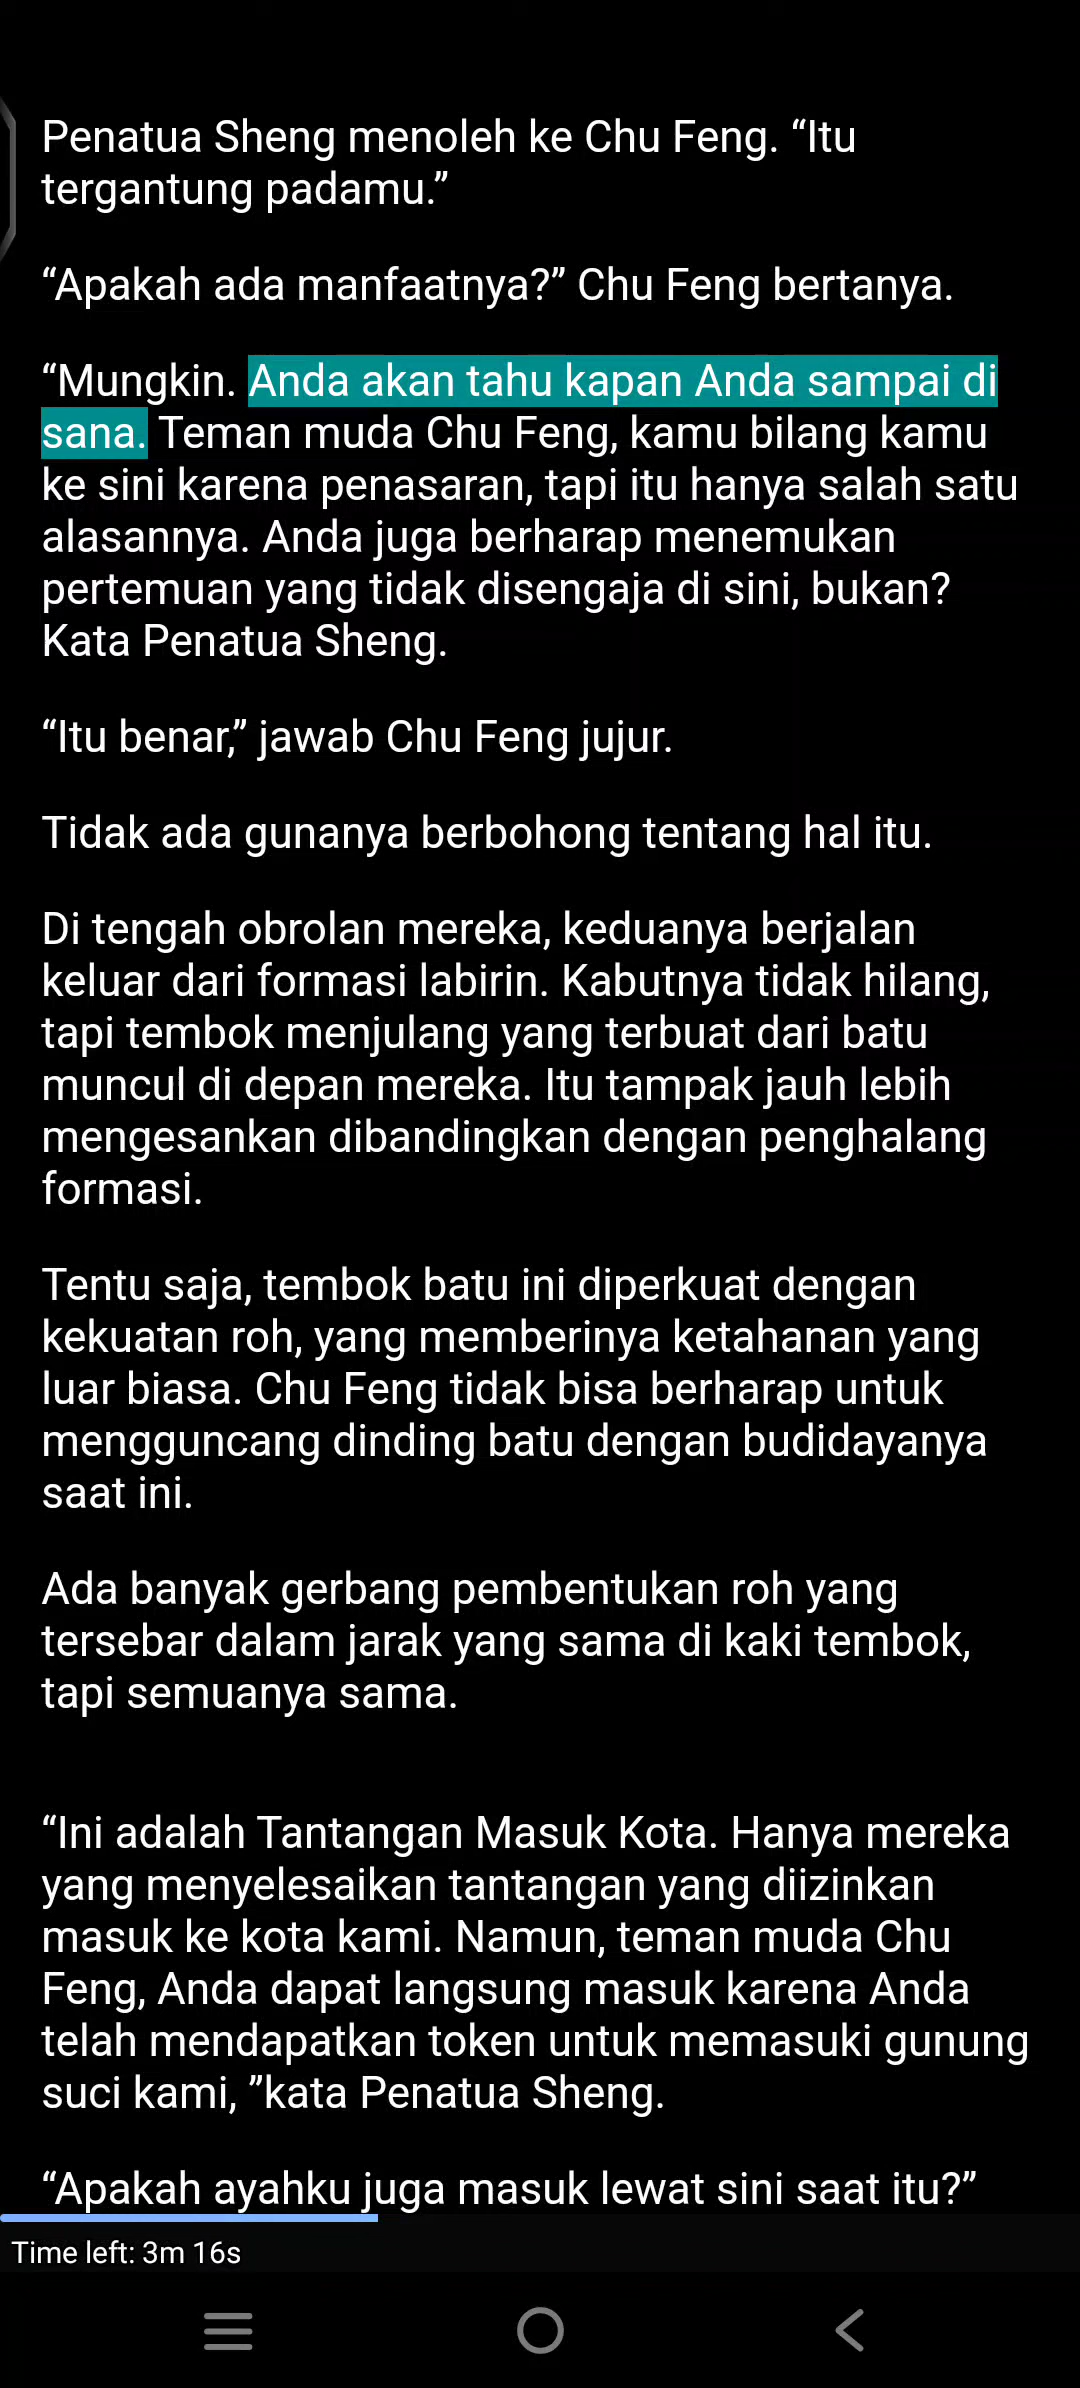 Penatua Sheng menoleh ke Chu Feng. “Itu
tergantung padamu.”
“Apakah ada manfaatnya?” Chu Feng bertanya.
“Mungkin. Anda akan tahu kapan Anda sampai di
sana. Teman muda Chu Feng, kamu bilang kamu
ke sini karena penasaran, tapi itu hanya salah satu
alasannya. Anda juga berharap menemukan
pertemuan yang tidak disengaja di sini, bukan?
Kata Penatua Sheng.
“Itu benar,” jawab Chu Feng jujur.
Tidak ada gunanya berbohong tentang hal itu.
Di tengah obrolan mereka, keduanya berjalan
keluar dari formasi labirin. Kabutnya tidak hilang,
tapi tembok menjulang yang terbuat dari batu
muncul di depan mereka. Itu tampak jauh lebih
mengesankan dibandingkan dengan penghalang
formasi.
Tentu saja, tembok batu ini diperkuat dengan
kekuatan roh, yang memberinya ketahanan yang
luar biasa. Chu Feng tidak bisa berharap untuk
mengguncang dinding batu dengan budidayanya
saat ini.
Ada banyak gerbang pembentukan roh yang
tersebar dalam jarak yang sama di kaki tembok,
tapi semuanya sama.
“Ini adalah Tantangan Masuk Kota. Hanya mereka
yang menyelesaikan tantangan yang diizinkan
masuk ke kota kami. Namun, teman muda Chu
Feng, Anda dapat langsung masuk karena Anda
telah mendapatkan token untuk memasuki gunung
suci kami, ”kata Penatua Sheng.
“Apakah ayahku juga masuk lewat sini saat itu?”
Time left: 3m 16s